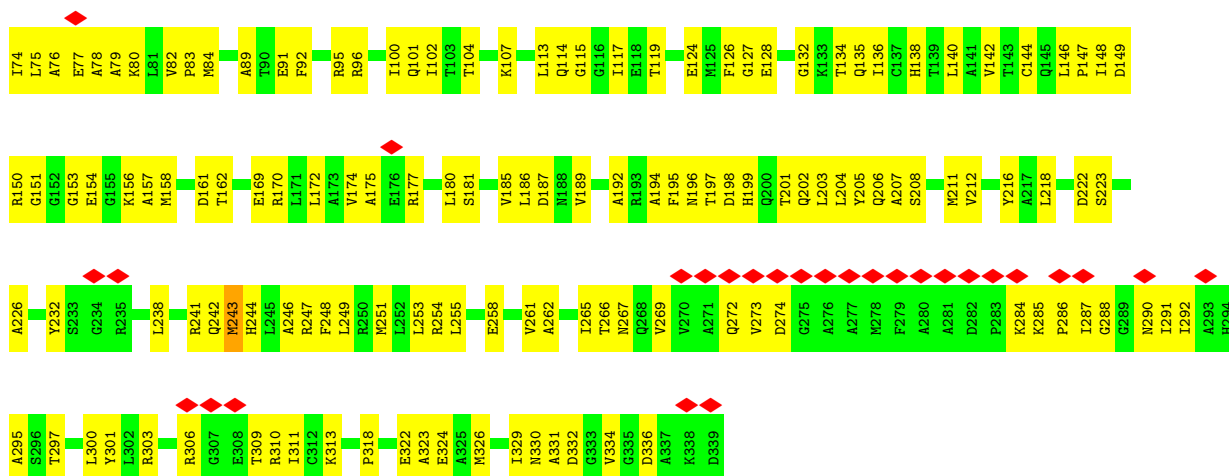 I74 L75 A76 E77 A78 A79 K80 L81 V82 P83 M84 A89 T90 E91 F92 R95 R96 I100 Q101 I102 T103 T104 K107 L113 Q114 G115 G116 I117 E118 T119 E124 M125 F126 G127 E128 G132 K133 T134 Q135 I136 C137 H138 T139 L140 A141 V142 T143 C144 Q145 L146 P147 I148 D149
R150 G151 G152 G153 E154 G155 K156 A157 M158 D161 T162 E169 R170 L171 L172 A173 V174 A175 E176 R177 L180 S181 V185 L186 D187 N188 V189 A192 R193 A194 F195 N196 T197 D198 H199 Q200 T201 Q202 L203 L204 Y205 Q206 A207 S208 M211 V212 Y216 A217 L218 D222 S223
A226 Y232 S233 G234 R235 L238 R241 Q242 M243 H244 L245 A246 R247 F248 L249 R250 M251 L252 L253 R254 L255 E258 V261 A262 I265 T266 N267 Q268 V269 V270 A271 Q272 V273 D274 G275 A276 A277 M278 F279 A280 A281 D282 P283 K284 K285 P286 I287 G288 G289 N290 I291 I292 A293 H294
A295 S296 T297 L300 Y301 L302 R303 R306 G307 E308 T309 R310 I311 C312 K313 P318 E322 A323 E324 A325 M326 I329 N330 A331 D332 G333 V334 G335 D336 A337 K338 D339